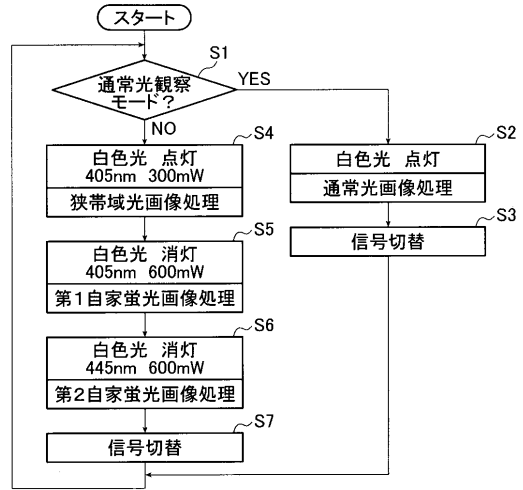 スタート
S1
通常光観察
モード？
YES
NO
S4
白色光 点灯
405nm 300mW
狭帯域光画像処理
S5
白色光 消灯
405nm 600mW
第1自家蛍光画像処理
S6
白色光 消灯
445nm 600mW
第2自家蛍光画像処理
S7
信号切替
S2
白色光 点灯
通常光画像処理
S3
信号切替